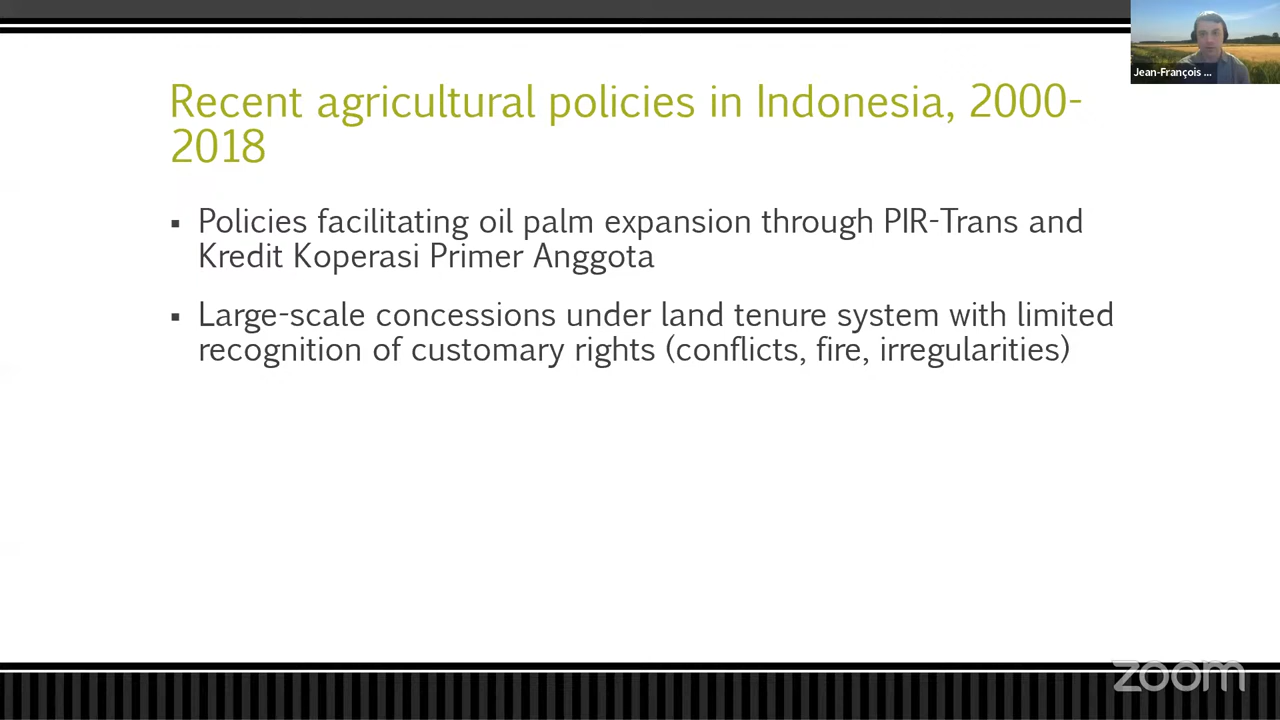 Jean-François ...
Recent agricultural policies in Indonesia, 2000-
2018
▪ Policies facilitating oil palm expansion through PIR-Trans and
Kredit Koperasi Primer Anggota
▪ Large-scale concessions under land tenure system with limited
recognition of customary rights (conflicts, fire, irregularities)
zoom